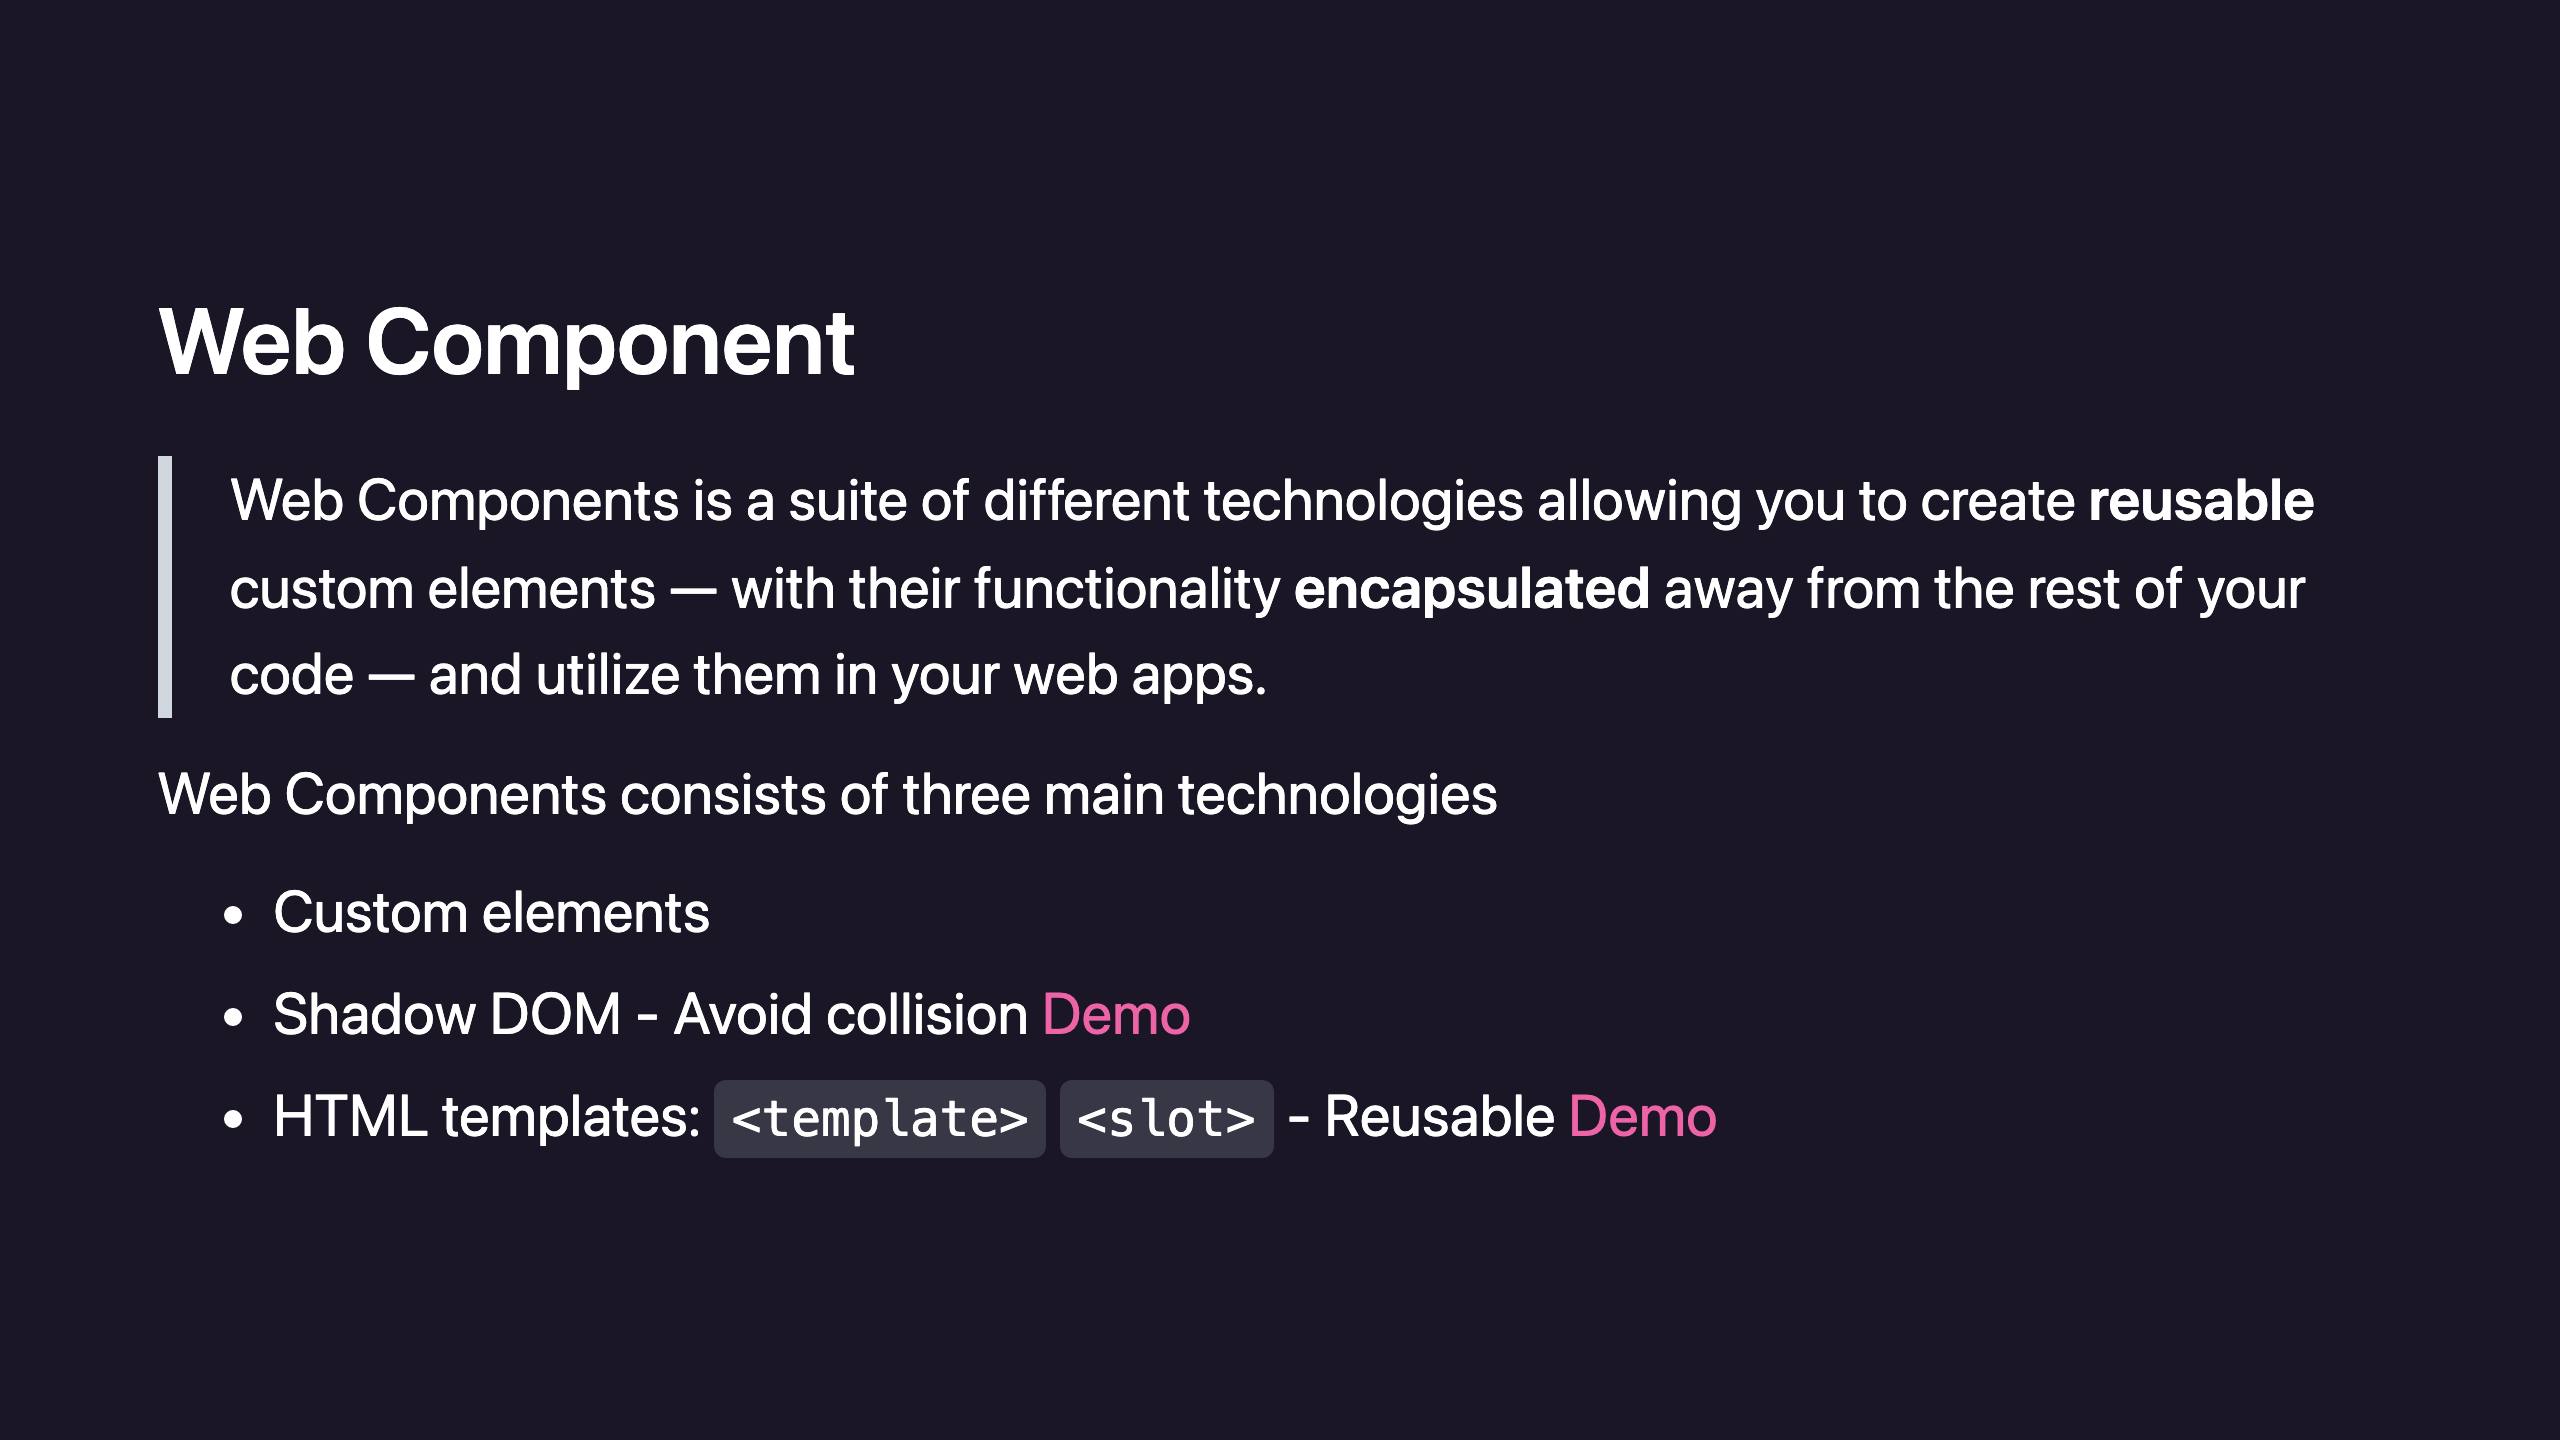 Web Component
Web Components is a suite of different technologies allowing you to create reusable
custom elements — with their functionality encapsulated away from the rest of your
code — and utilize them in your web apps.
Web Components consists of three main technologies
• Custom elements
• Shadow DOM - Avoid collision Demo
• HTML templates: <template> <slot> - Reusable Demo